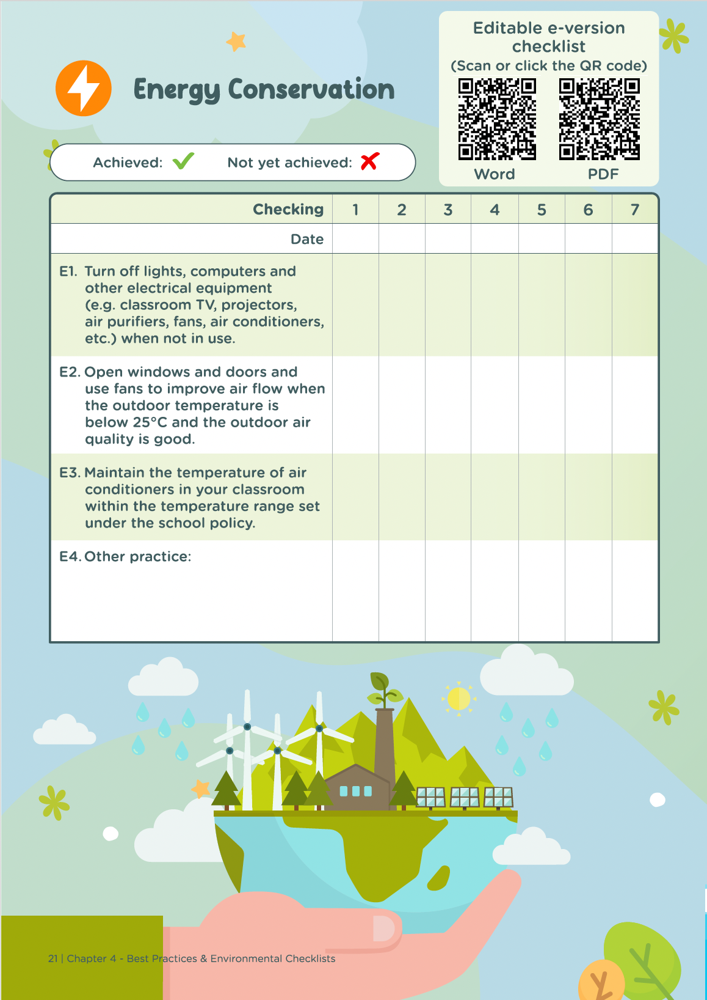 Editable e-version
checklist
(Scan or click the QR code)
Word PDF
Energy Conservation
Achieved: Not yet achieved:
Checking 1 2 3 4 5 6 7
Date
E1. Turn off lights, computers and
other electrical equipment
(e.g. classroom TV, projectors,
air purifiers, fans, air conditioners,
etc.) when not in use.
E2. Open windows and doors and
use fans to improve air flow when
the outdoor temperature is
below 25°C and the outdoor air
quality is good.
E3. Maintain the temperature of air
conditioners in your classroom
within the temperature range set
under the school policy.
E4. Other practice:
21 | Chapter 4 - Best Practices & Environmental Checklists